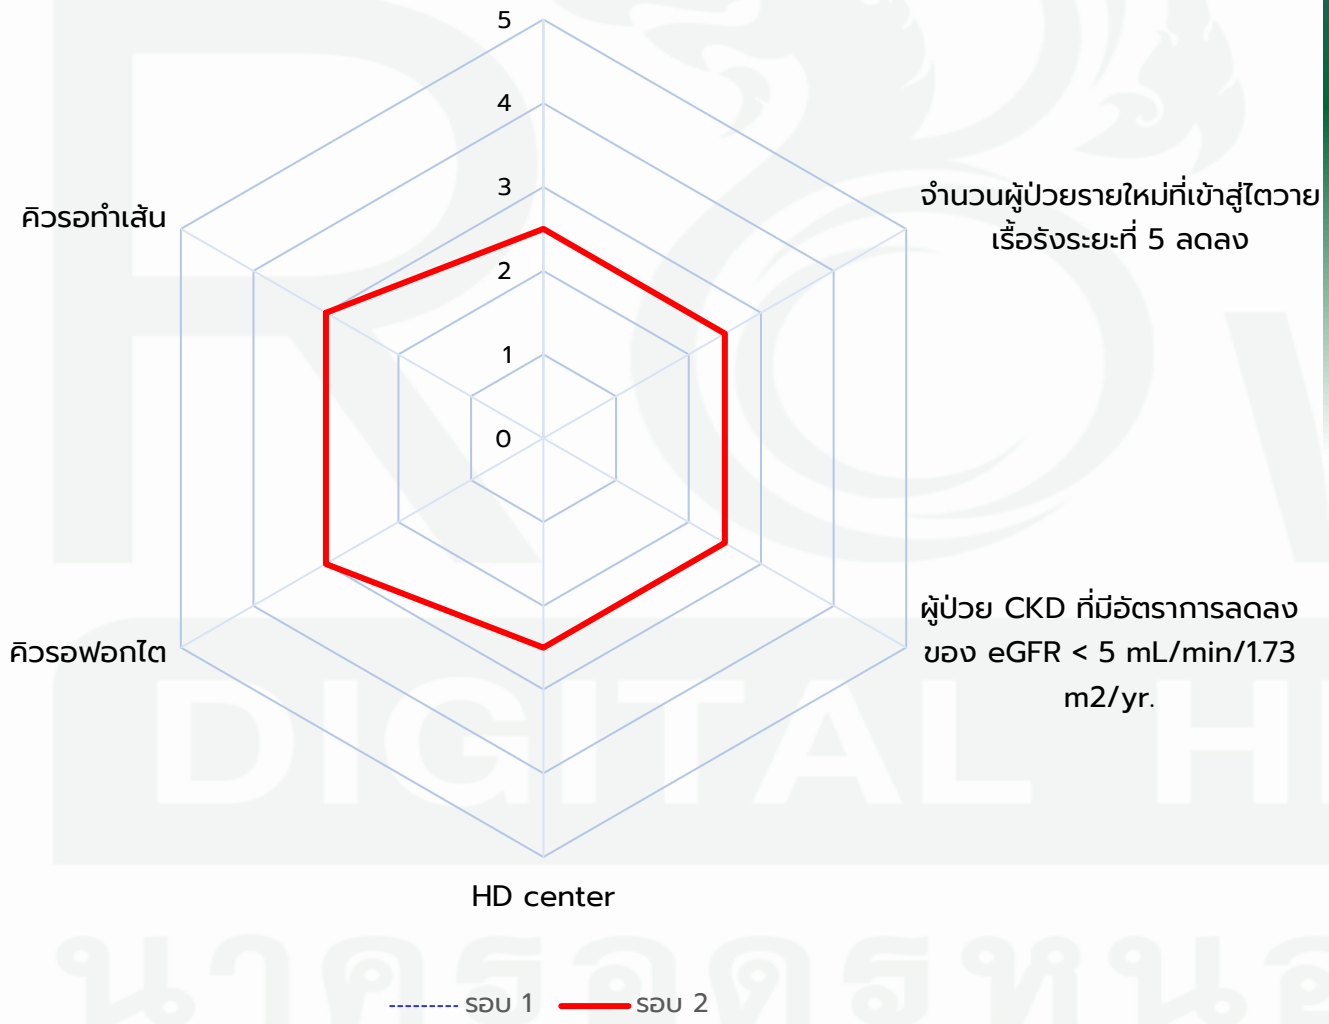 5
4
3
2
1
0
คิวรอทำเส้น
จำนวนผู้ป่วยรายใหม่ที่เข้าสู่ไตวาย
เรื้อรังระยะที่ 5 ลดลง
คิวรอฟอกไต
ผู้ป่วย CKD ที่มีอัตราการลดลง
ของ eGFR < 5 mL/min/1.73
m2/yr.
DIGITAL H
HD center
รอบ 1 รอบ 2